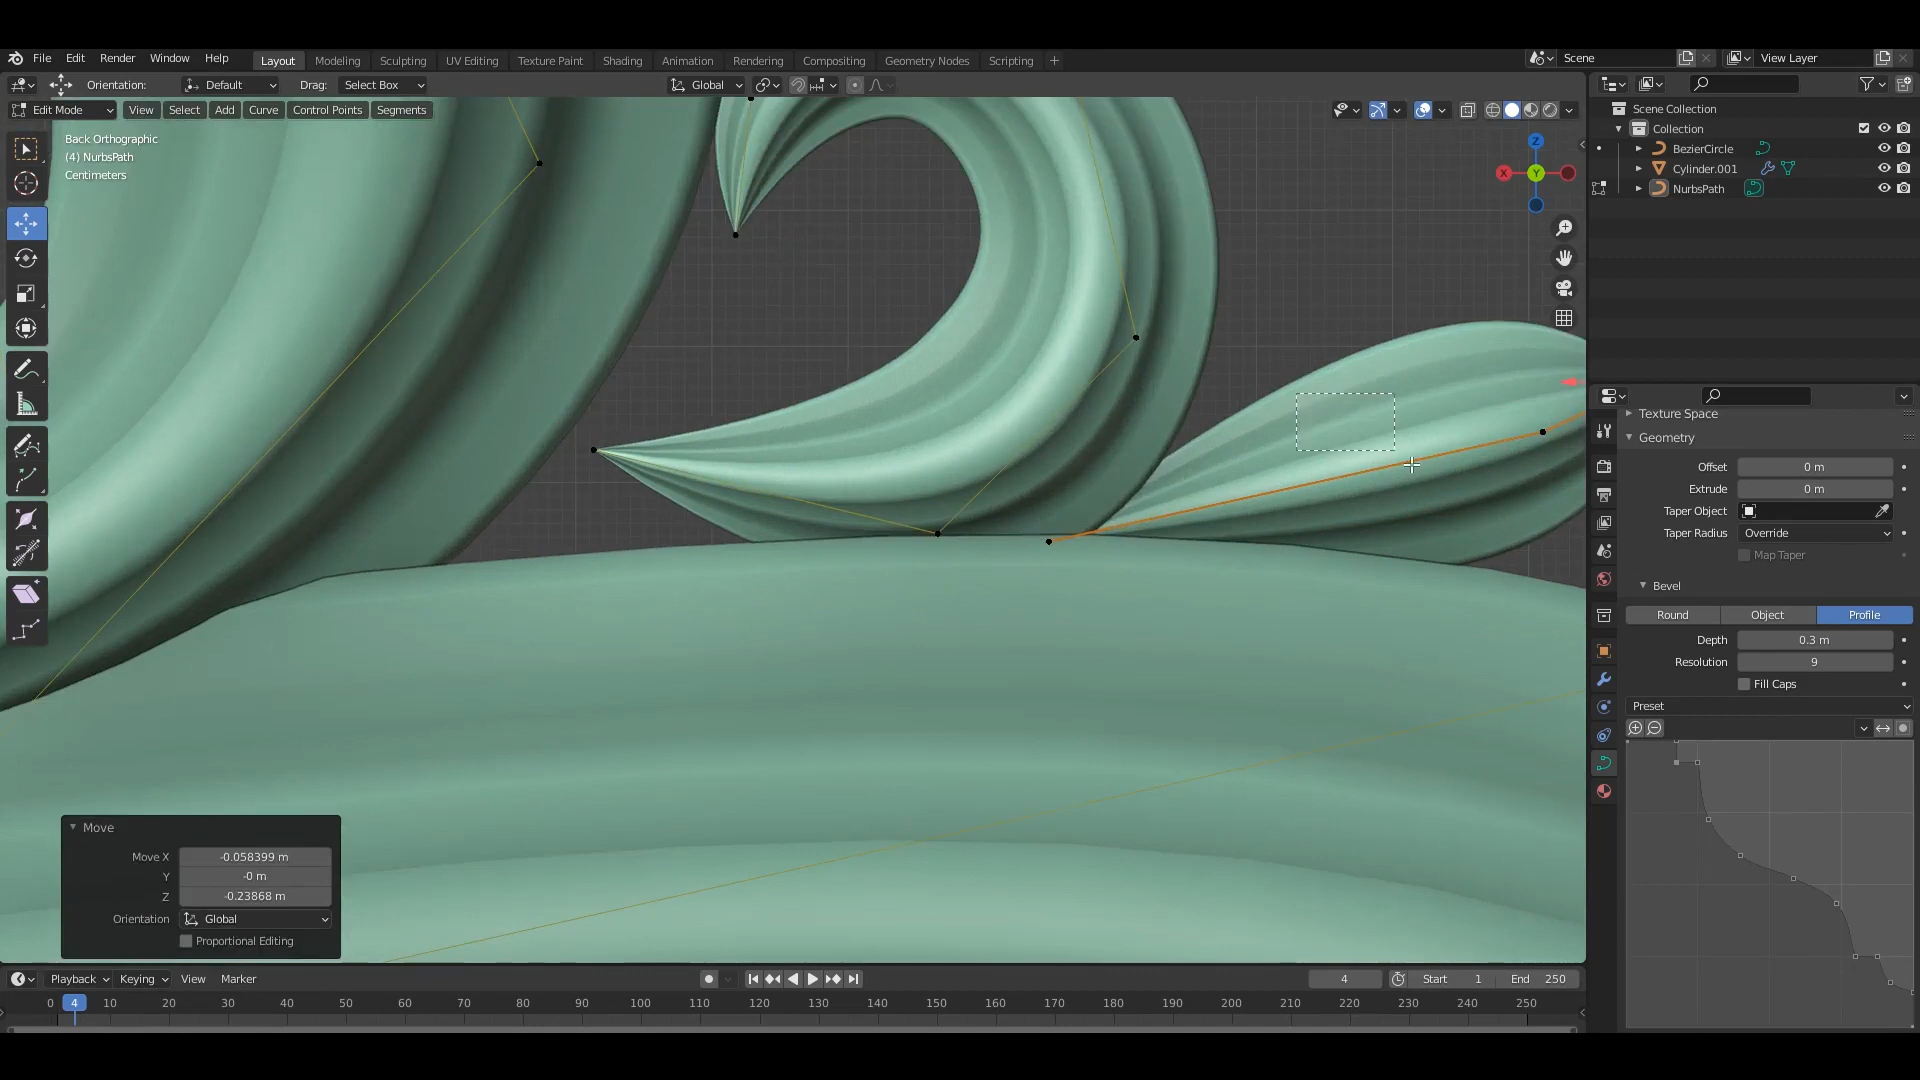 File Edit Render Window Help Layout Modeling Sculpting UV Editing Texture Paint Shading Animation Rendering Compositing Geometry Nodes Scripting Scene View Layer
Orientation: Default Drag: Select Box Global
Edit Mode View Select Add Curve Control Points Segments
Back Orthographic
(4) NurbsPath
Centimeters
Z
X
Y
Scene Collection
Collection
BezierCircle
Cylinder.001
NurbsPath
Texture Space
Geometry
Offset 0 m
Extrude 0 m
Taper Object
Taper Radius Override
Map Taper
Bevel
Round Object Profile
Depth 0.3 m
Resolution 9
Fill Caps
Preset
Move
Move X -0.058399 m
Y -0 m
Z -0.23868 m
Orientation Global
Proportional Editing
Playback Keying View Marker 4 Start 1 End 250
0 4 10 20 30 40 50 60 70 80 90 100 110 120 130 140 150 160 170 180 190 200 210 220 230 240 250